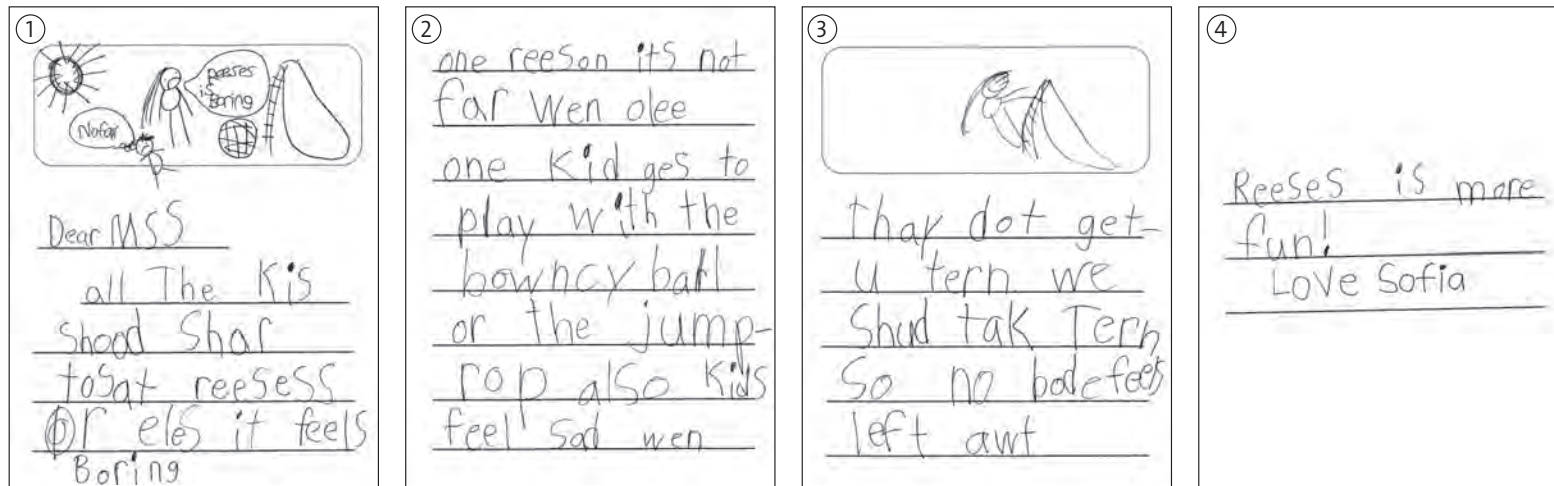 1
Reeses
is
Boring
Nofair
Dear MSS
all The Kis
Shood Shar
tosat reesess
or eles it feels
Boring
2
one reeson its not
far wen olee
one kid ges to
play with the
bowncy ball
or the jump-
rop also kids
feel sad wen
3
thay dot get-
u tern we
Shud tak Tern
So no bode feels
left awt
4
Reeses is more
fun!
Love Sofia